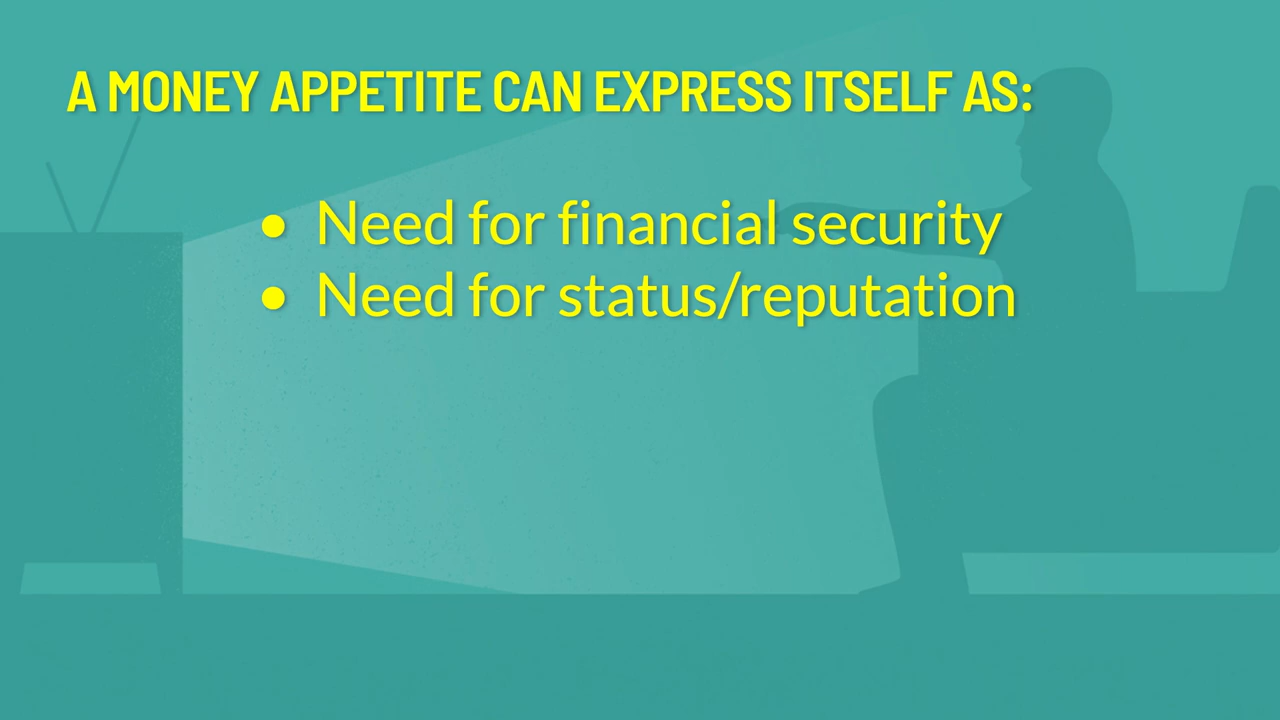 A MONEY APPETITE CAN EXPRESS ITSELF AS:
● Need for financial security
● Need for status/reputation